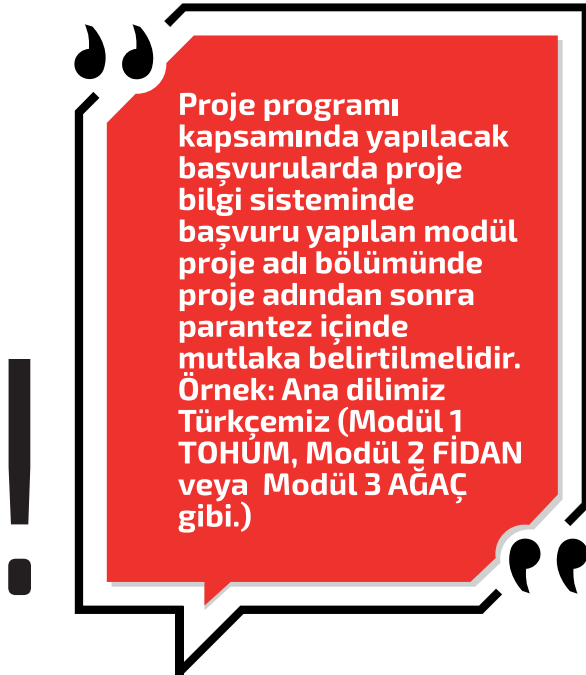 Proje programı
kapsamında yapılacak
başvurularda proje
bilgi sisteminde
başvuru yapılan modül
proje adı bölümünde
proje adından sonra
parantez içinde
mutlaka belirtilmelidir.
Örnek: Ana dilimiz
Türkçemiz (Modül 1
TOHUM, Modül 2 FİDAN
veya Modül 3 AĞAÇ
gibi.)
!